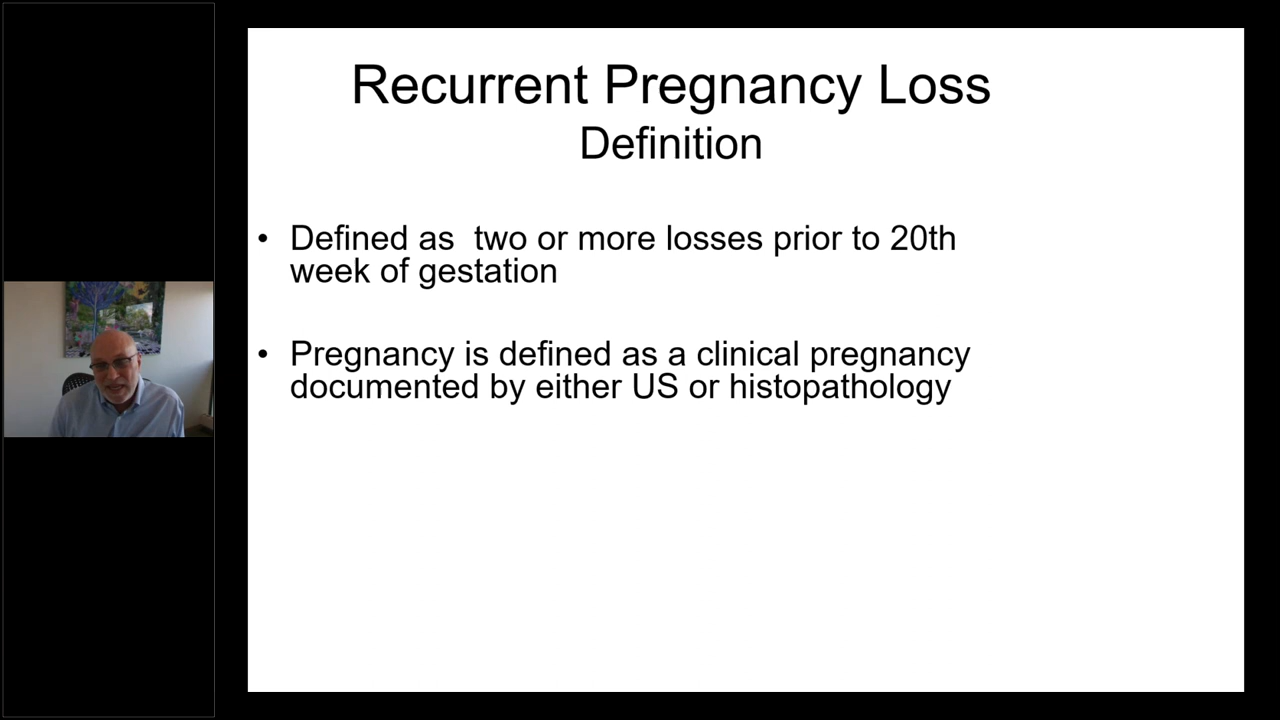 Recurrent Pregnancy Loss
Definition
• Defined as  two or more losses prior to 20th
week of gestation
• Pregnancy is defined as a clinical pregnancy
documented by either US or histopathology